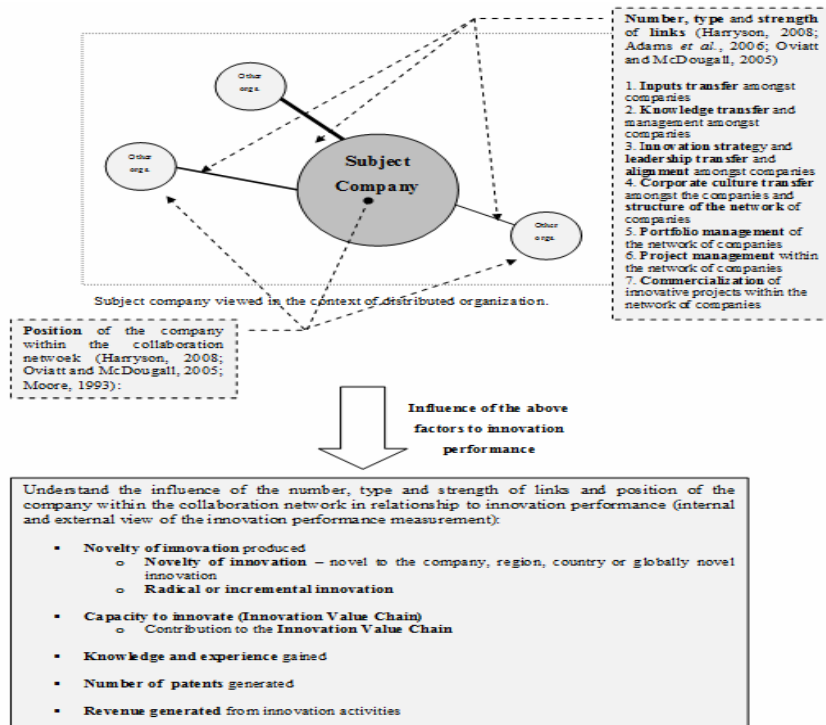 Number, type and strength
of links (Harryson, 2008;
Adams et al., 2006; Oviatt
and McDougall, 2005)
1. Inputs transfer amongst
companies
2. Knowledge transfer and
management amongst
companies
3. Innovation strategy and
leadership transfer and
alignment amongst companies
4. Corporate culture transfer
amongst the companies and
structure of the network of
companies
5. Portfolio management of
the network of companies
6. Project management within
the network of companies
7. Commercialization of
innovative projects within the
network of companies
Other
orgs.
Other
orgs.
Subject
Company
Other
orgs.
Subject company viewed in the context of distributed organization.
Position of the company
within the collaboration
netwoek (Harryson, 2008;
Oviatt and McDougall, 2005;
Moore, 1993):
Influence of the above
factors to innovation
performance
Understand the influence of the number, type and strength of links and position of the
company within the collaboration network in relationship to innovation performance (internal
and external view of the innovation performance measurement):
▪ Novelty of innovation produced
o Novelty of innovation – novel to the company, region, country or globally novel
innovation
o Radical or incremental innovation
▪ Capacity to innovate (Innovation Value Chain)
o Contribution to the Innovation Value Chain
▪ Knowledge and experience gained
▪ Number of patents generated
▪ Revenue generated from innovation activities